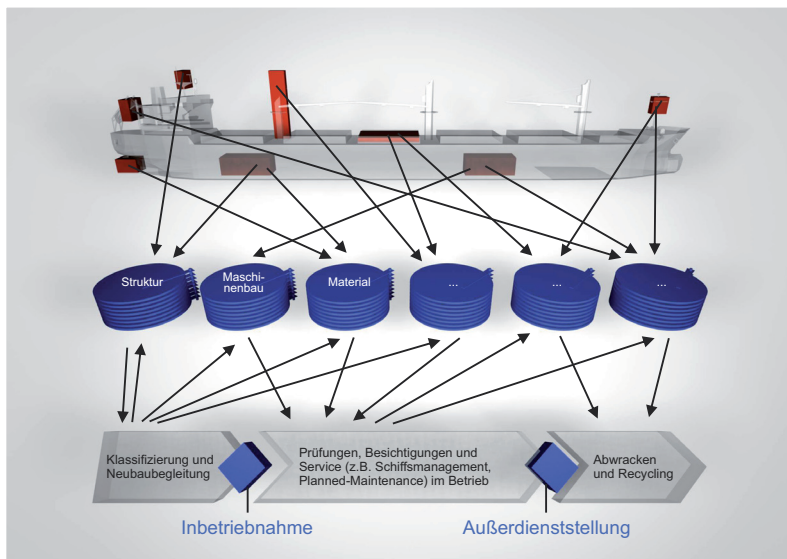 Struktur
Maschi-
nenbau
Material
...
...
...
Klassifizierung und
Neubaubegleitung
Prüfungen, Besichtigungen und
Service (z.B. Schiffsmanagement,
Planned-Maintenance) im Betrieb
Abwracken
und Recycling
Inbetriebnahme
Außerdienststellung